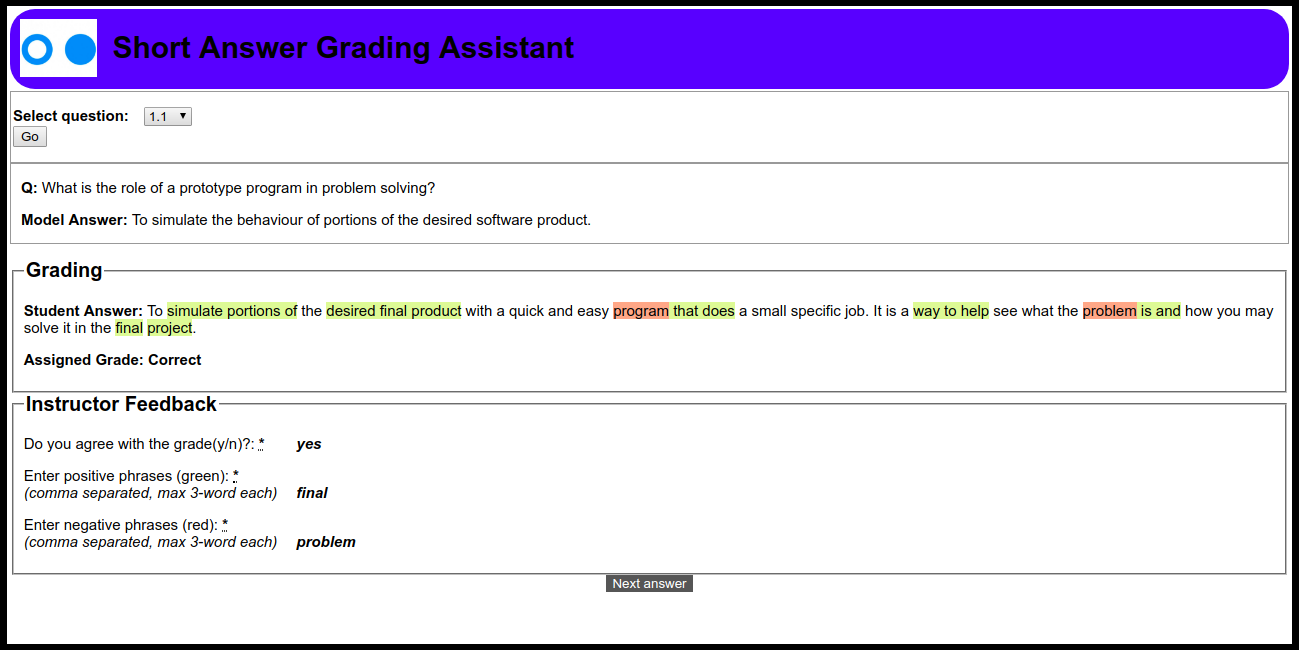 Short Answer Grading Assistant
Select question: 1.1
Go
Q: What is the role of a prototype program in problem solving?
Model Answer: To simulate the behaviour of portions of the desired software product.
Grading
Student Answer: To simulate portions of the desired final product with a quick and easy program that does a small specific job. It is a way to help see what the problem is and how you may
solve it in the final project.
Assigned Grade: Correct
Instructor Feedback
Do you agree with the grade(y/n)?: * yes
Enter positive phrases (green): *
(comma separated, max 3-word each) final
Enter negative phrases (red): *
(comma separated, max 3-word each) problem
Next answer